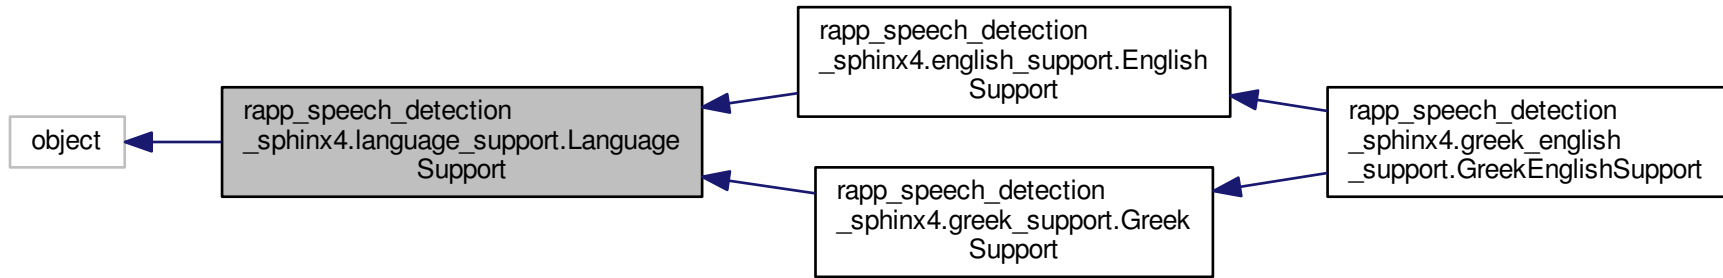 object
rapp_speech_detection
_sphinx4.language_support.Language
Support
rapp_speech_detection
_sphinx4.english_support.English
Support
rapp_speech_detection
_sphinx4.greek_support.Greek
Support
rapp_speech_detection
_sphinx4.greek_english
_support.GreekEnglishSupport